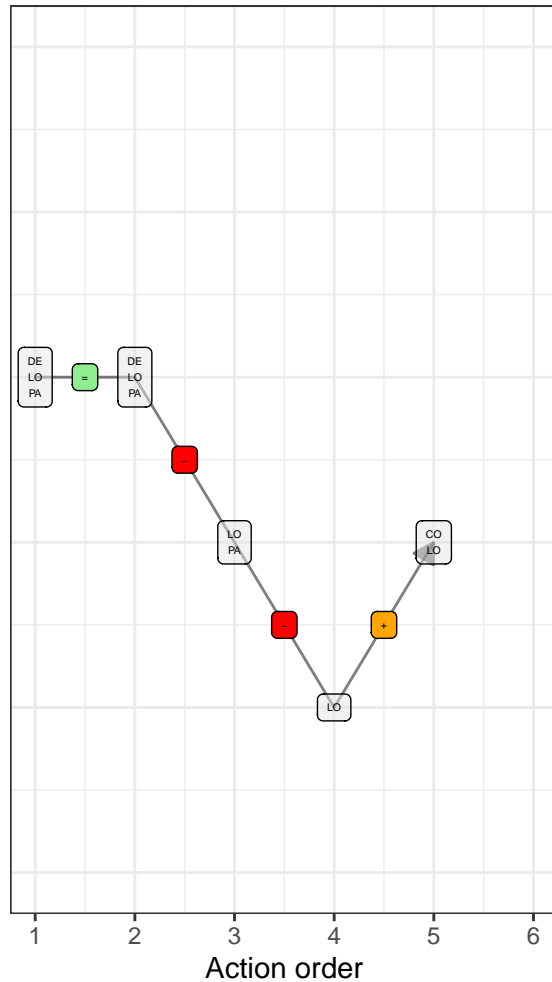 DE
LO
PA
=
DE
LO
PA
–
LO
PA
CO
LO
–
+
LO
1 2 3 4 5 6
Action order